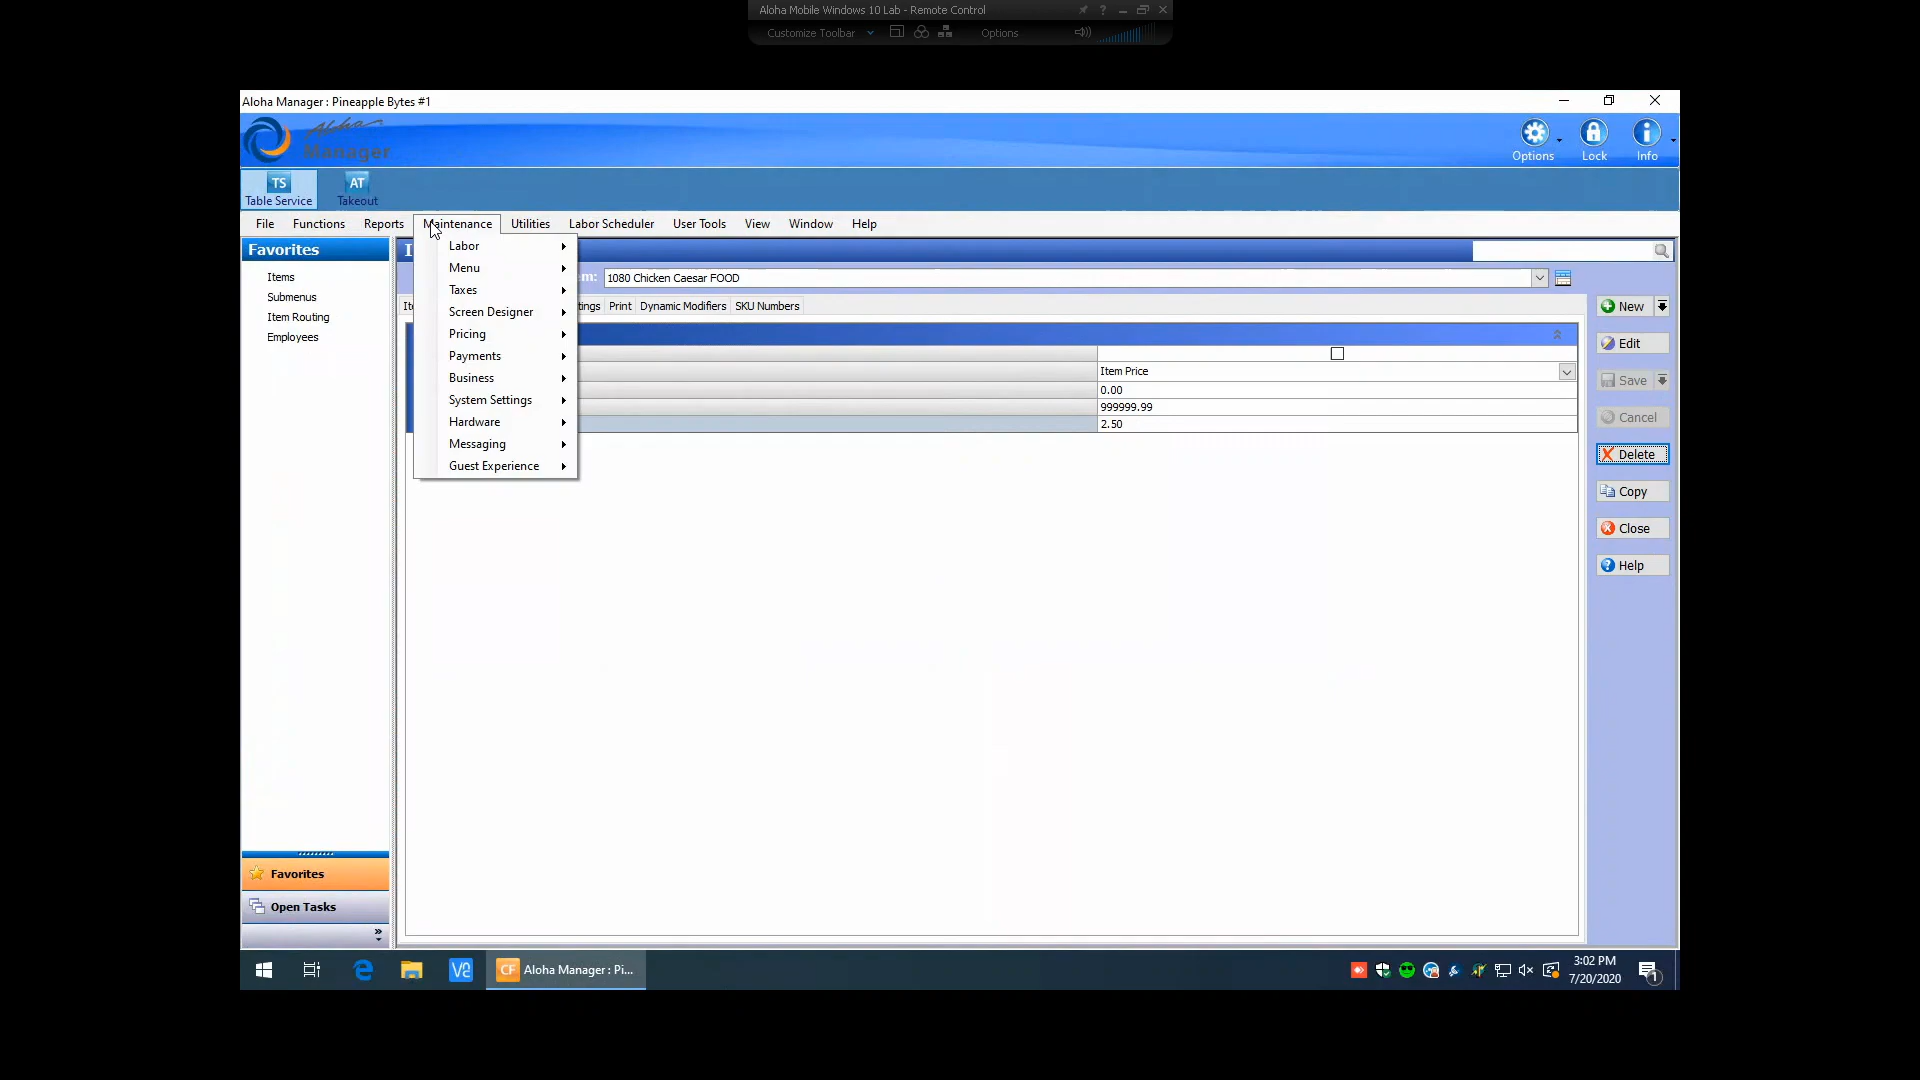 Aloha Mobile Windows 10 Lab - Remote Control
Customize Toolbar Options
Aloha Manager : Pineapple Bytes #1
Aloha
Manager
Options Lock Info
TS
Table Service
AT
Takeout
File Functions Reports Maintenance Utilities Labor Scheduler User Tools View Window Help
Favorites
Items
Submenus
Item Routing
Employees
Labor
Menu
Taxes
Screen Designer
Pricing
Payments
Business
System Settings
Hardware
Messaging
Guest Experience
1080 Chicken Caesar FOOD
Print Dynamic Modifiers SKU Numbers
Item Price
0.00
999999.99
2.50
New
Edit
Save
Cancel
Delete
Copy
Close
Help
Favorites
Open Tasks
CF Aloha Manager : Pi...
3:02 PM
7/20/2020
1